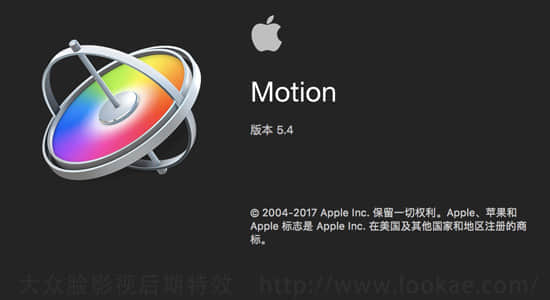 Motion
版本 5.4
© 2004-2017 Apple Inc. 保留一切权利。Apple、苹果和
Apple 标志是 Apple Inc. 在美国及其他国家和地区注册的商
标。
大众脸影视后期特效 http://www.lookae.com/